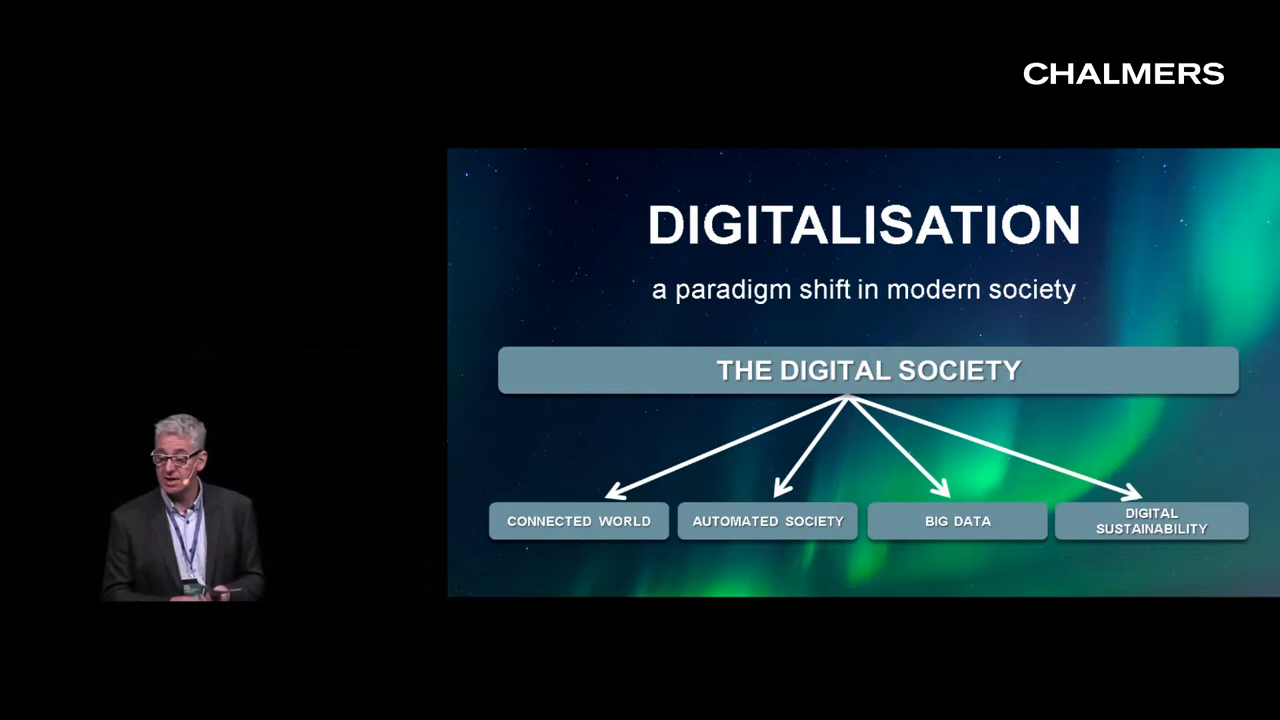 CHALMERS
DIGITALISATION
a paradigm shift in modern society
THE DIGITAL SOCIETY
CONNECTED WORLD
AUTOMATED SOCIETY
BIG DATA
DIGITAL
SUSTAINABILITY